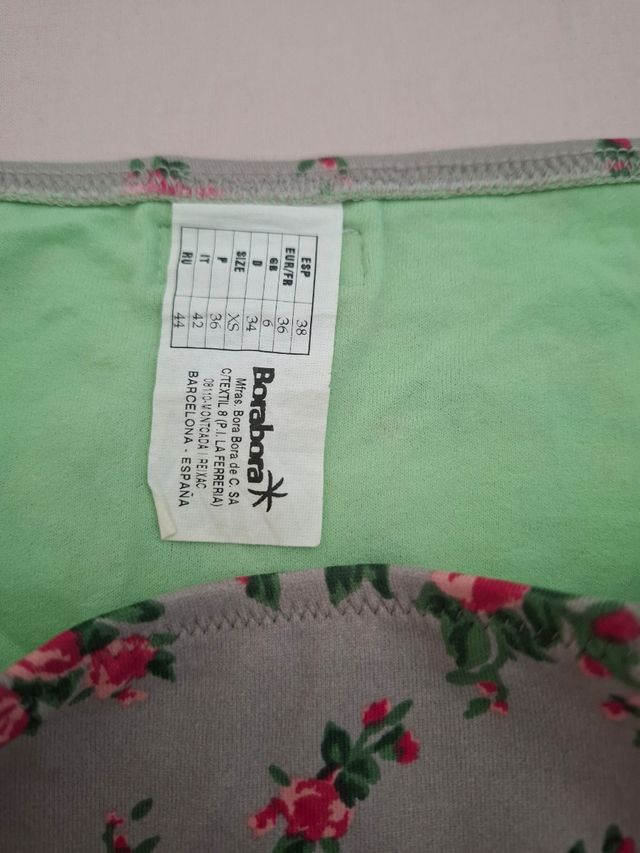 ESP 38
EUR/FR 36
GB 6
D 34
SIZE XS
P 36
IT 42
RU 44
Borabora
Mfras. Bora Bora de C. SA
C/TEXTIL 8 (P.I. LA FERRERIA)
08110-MONTCADA I REIXAC
BARCELONA - ESPAÑA